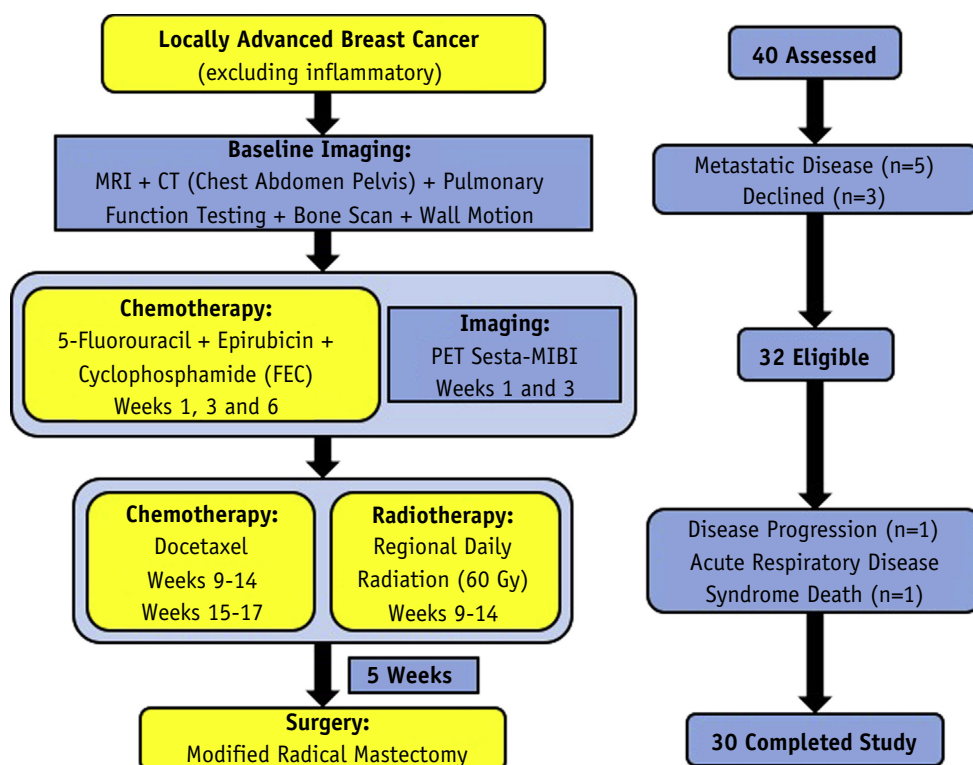 Locally Advanced Breast Cancer
(excluding inflammatory)
Baseline Imaging:
MRI + CT (Chest Abdomen Pelvis) + Pulmonary
Function Testing + Bone Scan + Wall Motion
Chemotherapy:
5-Fluorouracil + Epirubicin +
Cyclophosphamide (FEC)
Weeks 1, 3 and 6
Imaging:
PET Sesta-MIBI
Weeks 1 and 3
Chemotherapy:
Docetaxel
Weeks 9-14
Weeks 15-17
Radiotherapy:
Regional Daily
Radiation (60 Gy)
Weeks 9-14
5 Weeks
Surgery:
Modified Radical Mastectomy
40 Assessed
Metastatic Disease (n=5)
Declined (n=3)
32 Eligible
Disease Progression (n=1)
Acute Respiratory Disease
Syndrome Death (n=1)
30 Completed Study